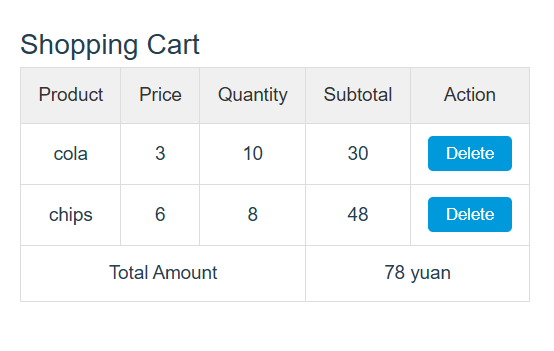 Shopping Cart
Product Price Quantity Subtotal Action
cola 3 10 30 Delete
chips 6 8 48 Delete
Total Amount 78 yuan